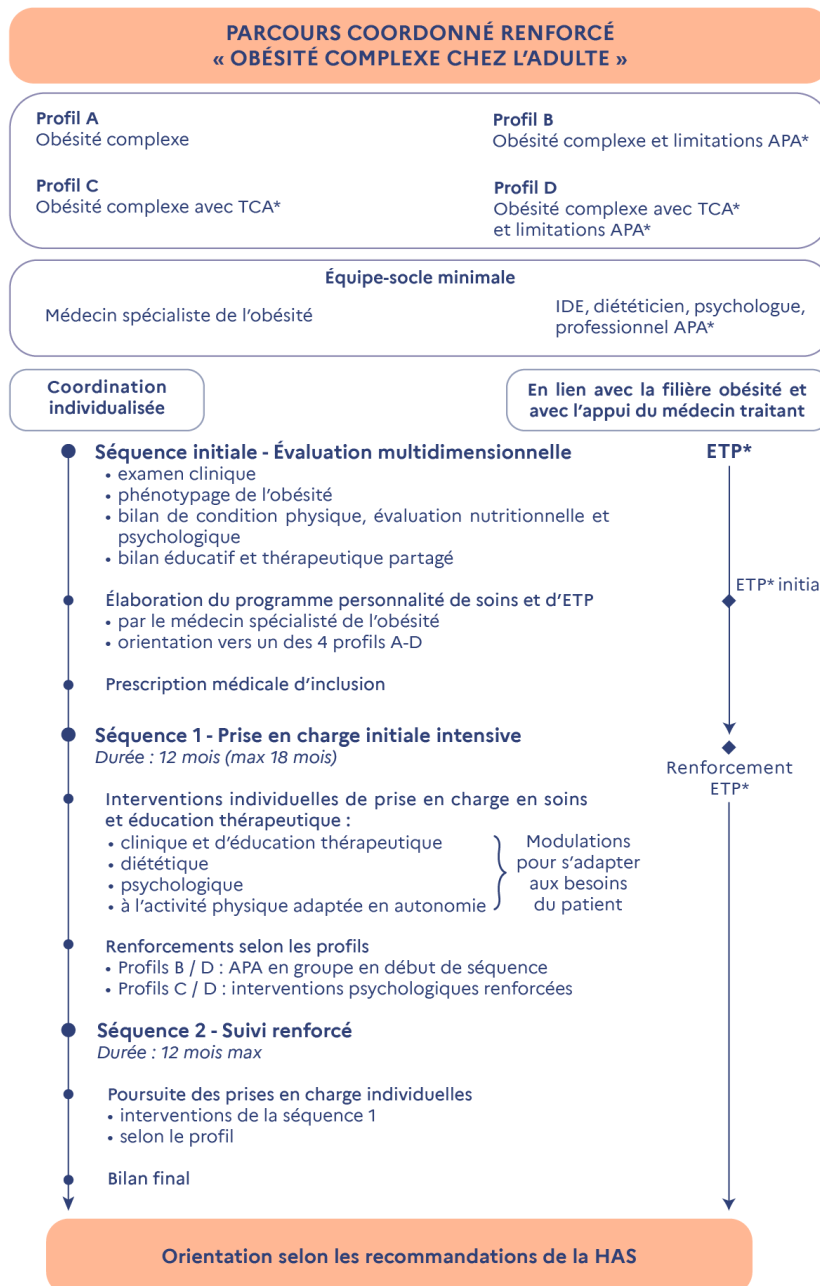 PARCOURS COORDONNÉ RENFORCÉ
« OBÉSITÉ COMPLEXE CHEZ L'ADULTE »
Profil A
Obésité complexe
Profil B
Obésité complexe et limitations APA*
Profil C
Obésité complexe avec TCA*
Profil D
Obésité complexe avec TCA*
et limitations APA*
Équipe-socle minimale
Médecin spécialiste de l'obésité
IDE, diététicien, psychologue,
professionnel APA*
Coordination
individualisée
En lien avec la filière obésité et
avec l'appui du médecin traitant
Séquence initiale - Évaluation multidimensionnelle
• examen clinique
• phénotypage de l'obésité
• bilan de condition physique, évaluation nutritionnelle et
psychologique
• bilan éducatif et thérapeutique partagé
ETP*
ETP* initia
Élaboration du programme personnalité de soins et d'ETP
• par le médecin spécialisté de l'obésité
• orientation vers un des 4 profils A-D
Prescription médicale d'inclusion
Séquence 1 - Prise en charge initiale intensive
Durée : 12 mois (max 18 mois)
Renforcement
ETP*
Interventions individuelles de prise en charge en soins
et éducation thérapeutique :
• clinique et d'éducation thérapeutique
• diététique
• psychologique
• à l'activité physique adaptée en autonomie
Modulations
pour s'adapter
aux besoins
du patient
Renforcements selon les profils
• Profils B / D : APA en groupe en début de séquence
• Profils C / D : interventions psychologiques renforcées
Séquence 2 - Suivi renforcé
Durée : 12 mois max
Poursuite des prises en charge individuelles
• interventions de la séquence 1
• selon le profil
Bilan final
Orientation selon les recommandations de la HAS